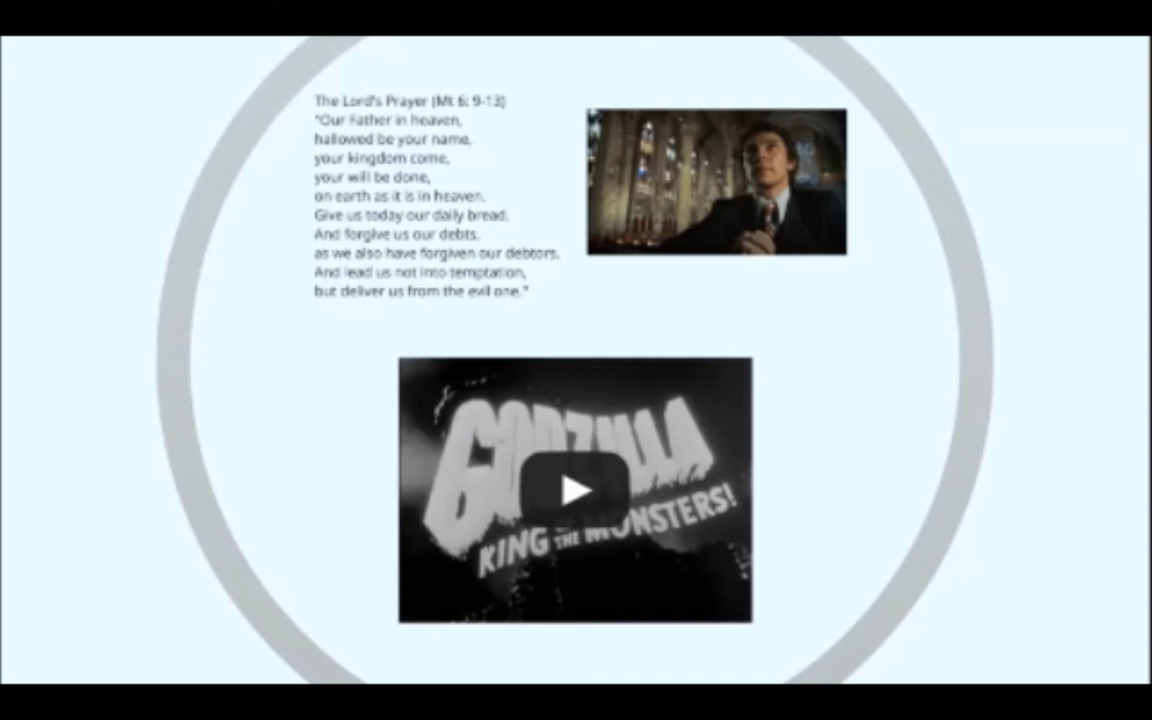 The Lord's Prayer (Mt 6: 9-13)
"Our Father in heaven,
hallowed be your name,
your kingdom come,
your will be done,
on earth as it is in heaven.
Give us today our daily bread.
And forgive us our debts,
as we also have forgiven our debtors.
And lead us not into temptation,
but deliver us from the evil one."
GODZILLA
KING OF THE MONSTERS!